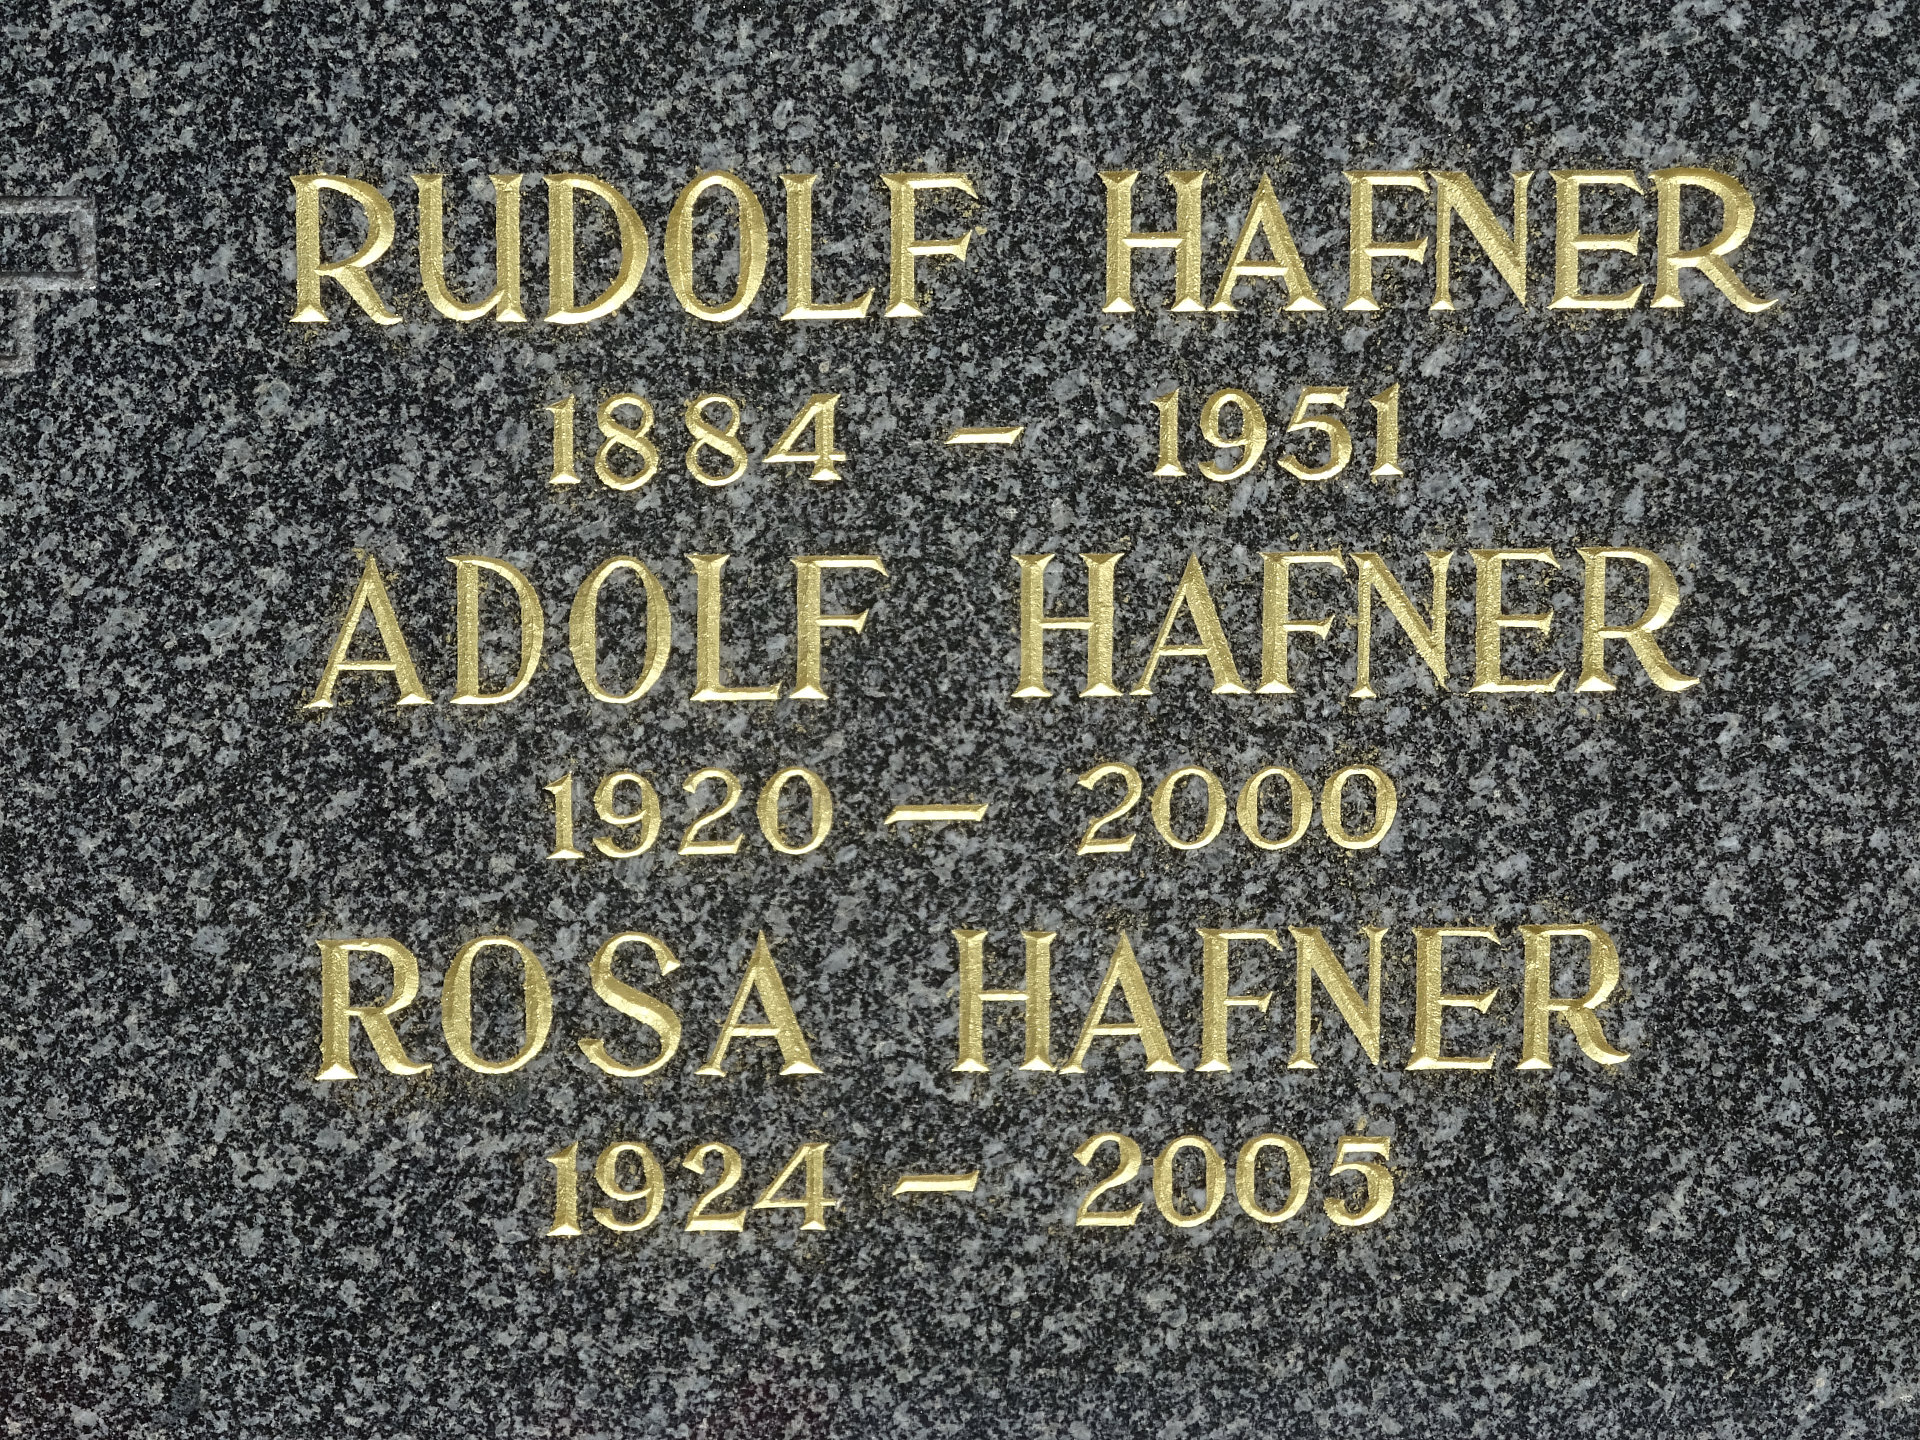 RUDOLF HAFNER
1884 – 1951
ADOLF HAFNER
1920 – 2000
ROSA HAFNER
1924 – 2005